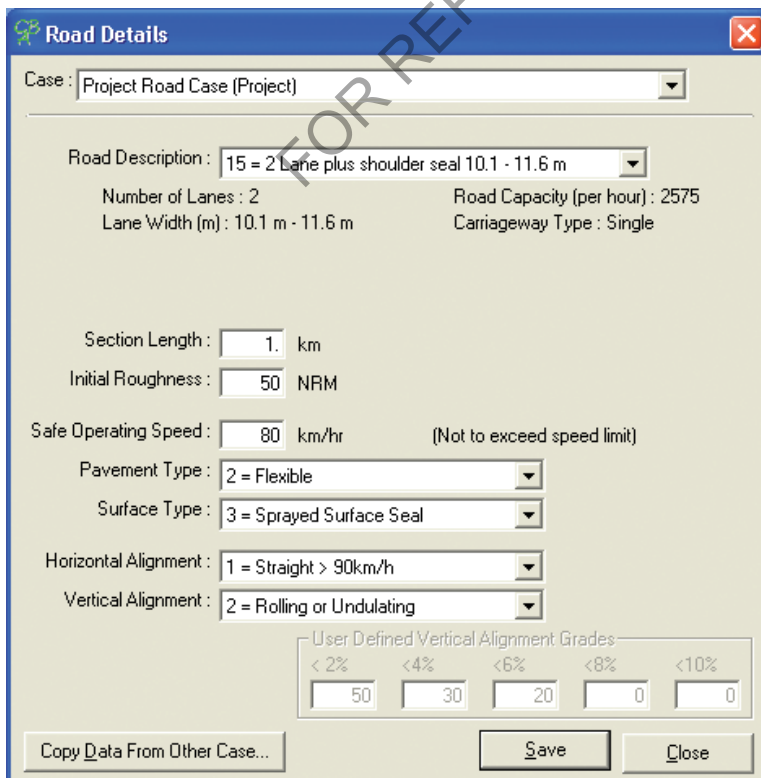 Road Details
FOR REF
Case : Project Road Case (Project)
Road Description : 15 = 2 Lane plus shoulder seal 10.1 - 11.6 m
Number of Lanes : 2 Road Capacity (per hour) : 2575
Lane Width (m) : 10.1 m - 11.6 m Carriageway Type : Single
Section Length : 1. km
Initial Roughness : 50 NRM
Safe Operating Speed : 80 km/hr (Not to exceed speed limit)
Pavement Type : 2 = Flexible
Surface Type : 3 = Sprayed Surface Seal
Horizontal Alignment : 1 = Straight > 90km/h
Vertical Alignment : 2 = Rolling or Undulating
User Defined Vertical Alignment Grades
< 2% <4% <6% <8% <10%
50 30 20 0 0
Copy Data From Other Case... Save Close